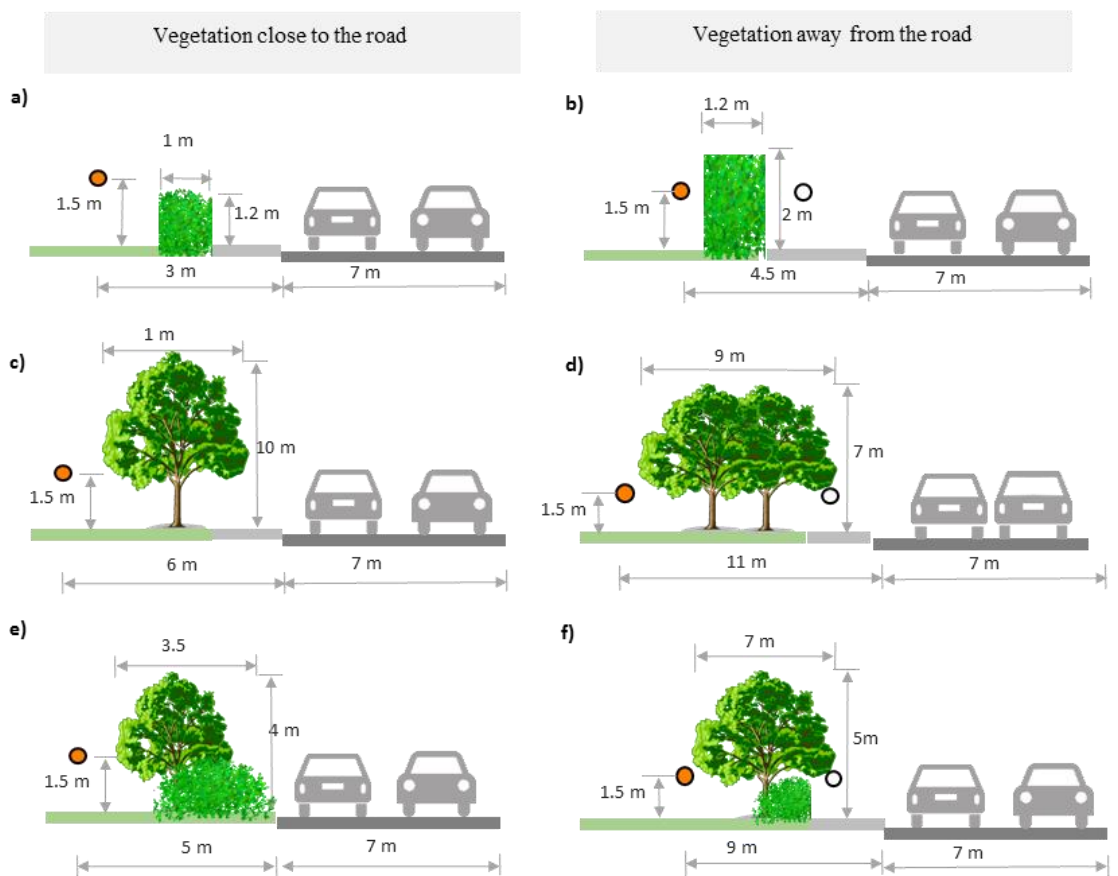 Vegetation close to the road
Vegetation away from the road
a)
1 m
1.5 m
1.2 m
3 m
7 m
b)
1.2 m
1.5 m
2 m
4.5 m
7 m
c)
1 m
10 m
1.5 m
6 m
7 m
d)
9 m
7 m
1.5 m
11 m
7 m
e)
3.5
4 m
1.5 m
5 m
7 m
f)
7 m
5m
1.5 m
9 m
7 m